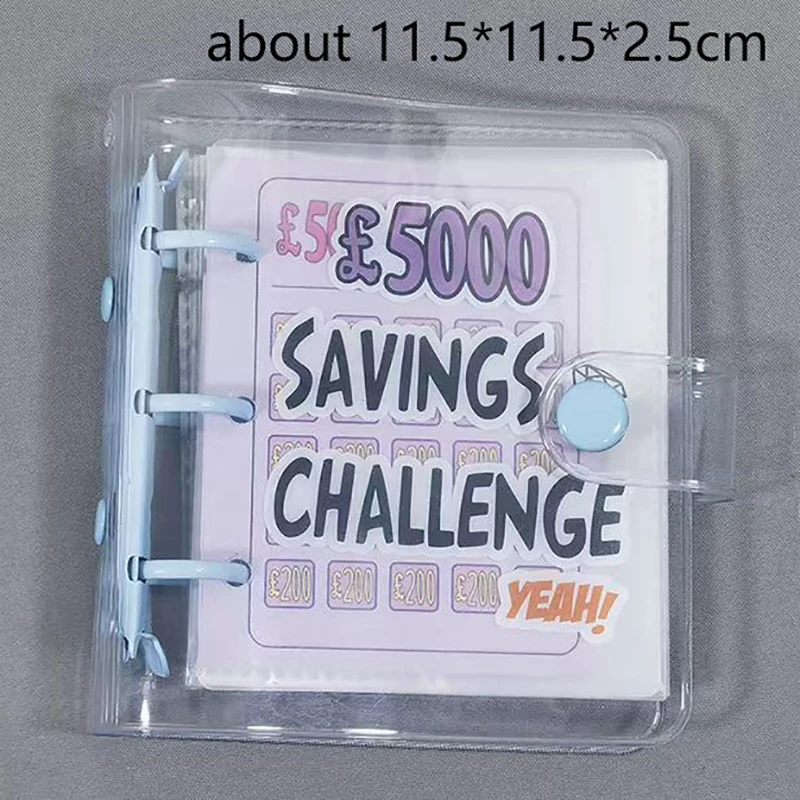 about 11.5*11.5*2.5cm
£5000
SAVINGS
CHALLENGE
£200 £200 £200 £200
YEAH!